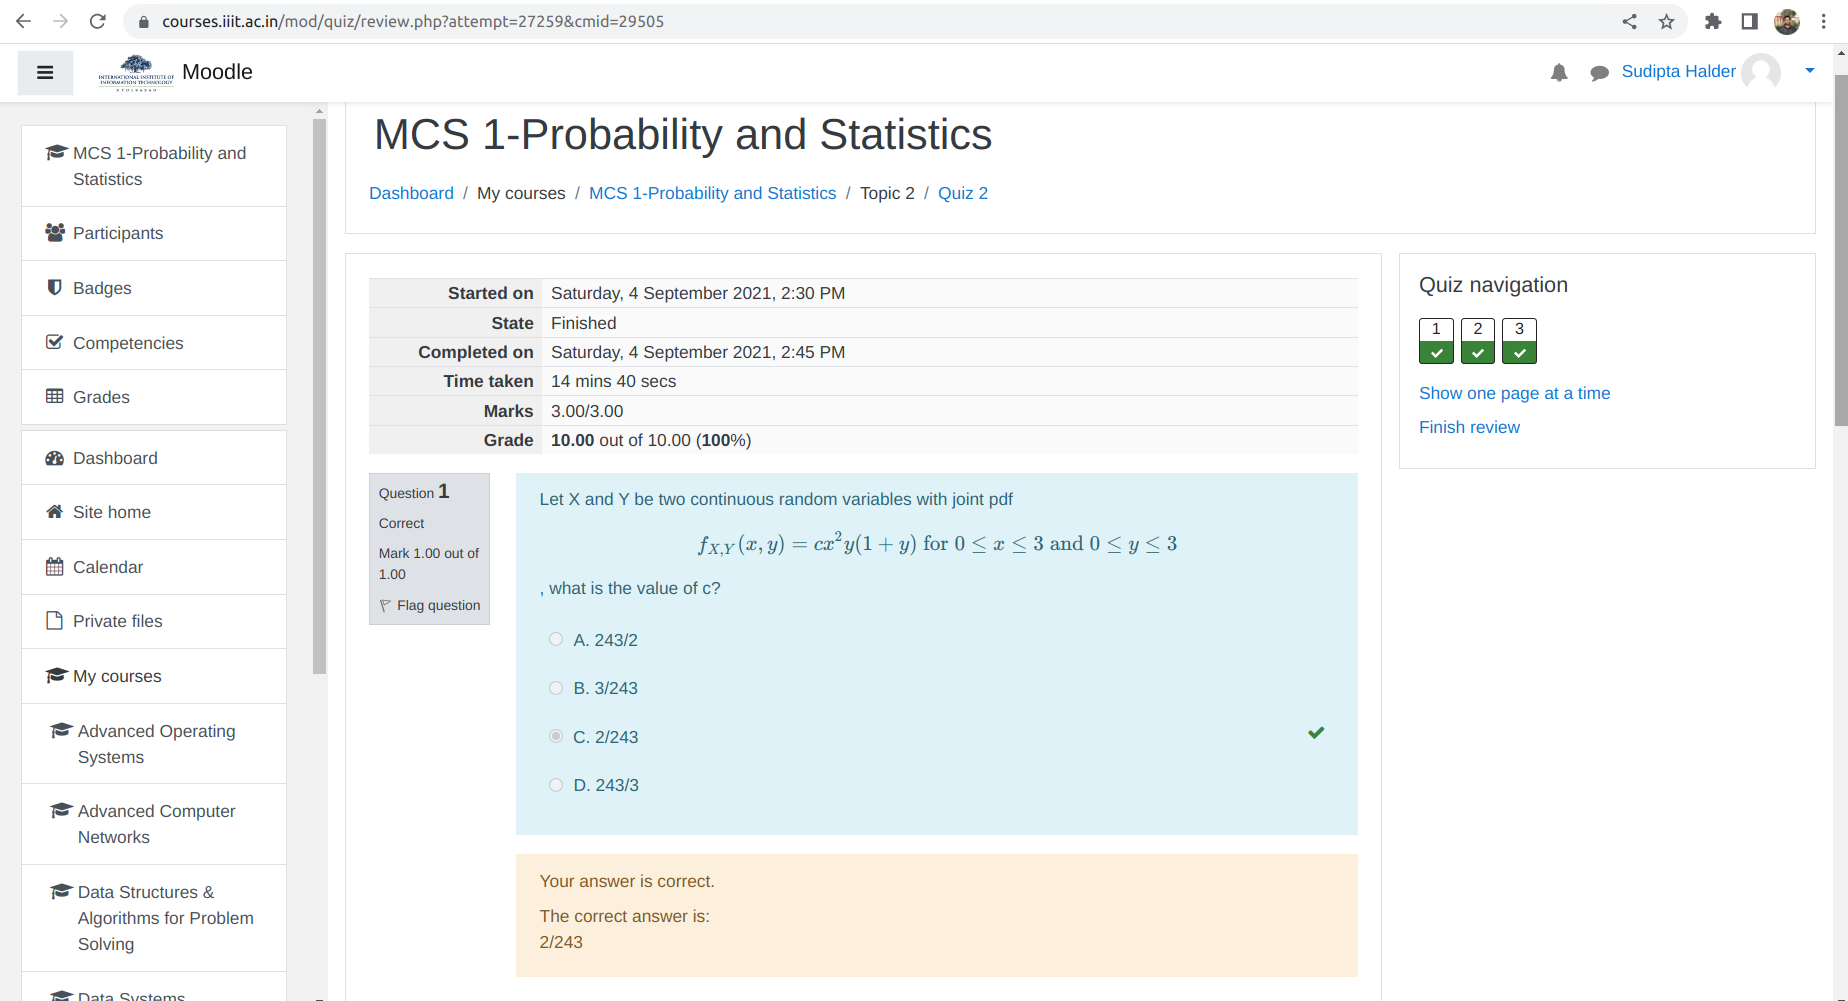 courses.iiit.ac.in/mod/quiz/review.php?attempt=27259&cmid=29505
INTERNATIONAL INSTITUTE OF
INFORMATION TECHNOLOGY
HYDERABAD
Moodle
Sudipta Halder
MCS 1-Probability and
Statistics
Participants
Badges
Competencies
Grades
Dashboard
Site home
Calendar
Private files
My courses
Advanced Operating
Systems
Advanced Computer
Networks
Data Structures &
Algorithms for Problem
Solving
Data Systems
MCS 1-Probability and Statistics
Dashboard / My courses / MCS 1-Probability and Statistics / Topic 2 / Quiz 2
Started on Saturday, 4 September 2021, 2:30 PM
State Finished
Completed on Saturday, 4 September 2021, 2:45 PM
Time taken 14 mins 40 secs
Marks 3.00/3.00
Grade 10.00 out of 10.00 (100%)
Question 1
Correct
Mark 1.00 out of
1.00
Flag question
Let X and Y be two continuous random variables with joint pdf
f_{X,Y}(x, y) = cx²y(1 + y) for 0 ≤ x ≤ 3 and 0 ≤ y ≤ 3
, what is the value of c?
A. 243/2
B. 3/243
C. 2/243
D. 243/3
Your answer is correct.
The correct answer is:
2/243
Quiz navigation
1 2 3
Show one page at a time
Finish review